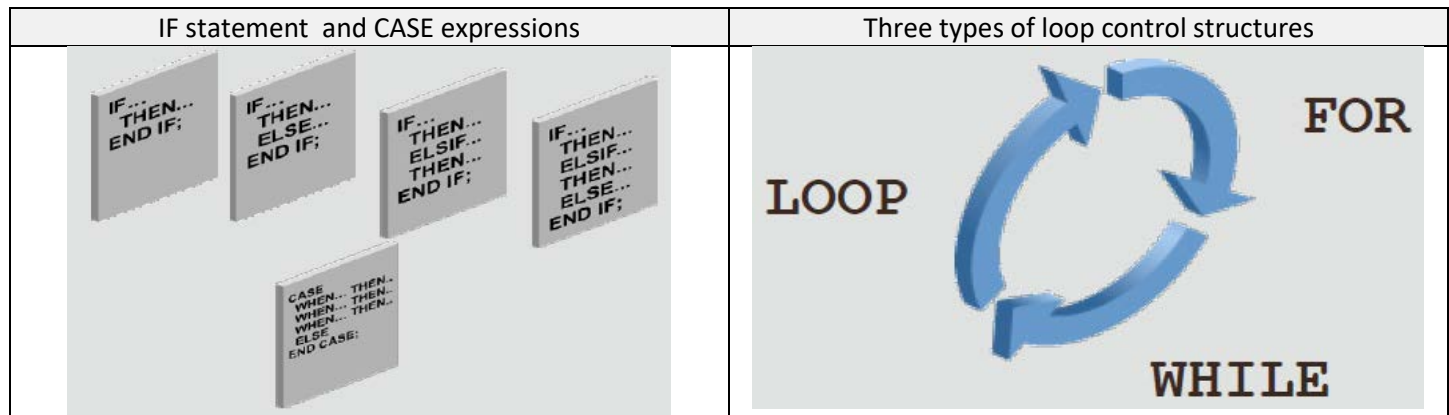 IF statement and CASE expressions
Three types of loop control structures
IF...
THEN...
END IF;
IF...
THEN...
ELSE...
END IF;
IF...
THEN...
ELSIF...
THEN...
END IF;
IF...
THEN...
ELSIF...
THEN...
ELSE...
END IF;
CASE
WHEN... THEN..
WHEN... THEN..
WHEN... THEN..
ELSE
END CASE;
FOR
LOOP
WHILE